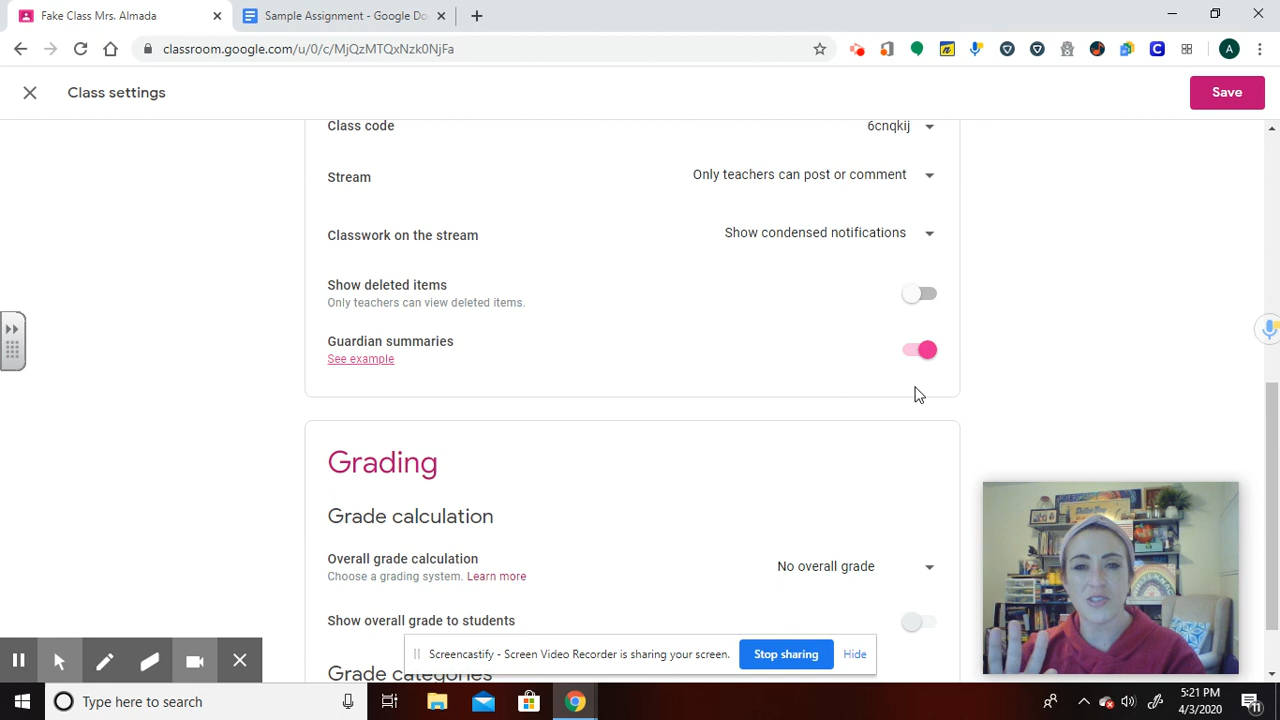 Fake Class Mrs. Almada
Sample Assignment - Google Do
classroom.google.com/u/0/c/MjQzMTQxNzk0NjFa
A
Class settings
Save
Class code
6cnqkij
Stream
Only teachers can post or comment
Classwork on the stream
Show condensed notifications
Show deleted items
Only teachers can view deleted items.
Guardian summaries
See example
Grading
Grade calculation
Overall grade calculation
No overall grade
Choose a grading system. Learn more
Show overall grade to students
Screencastify - Screen Video Recorder is sharing your screen.
Stop sharing
Hide
Grade categories
Type here to search
5:21 PM
4/3/2020
11